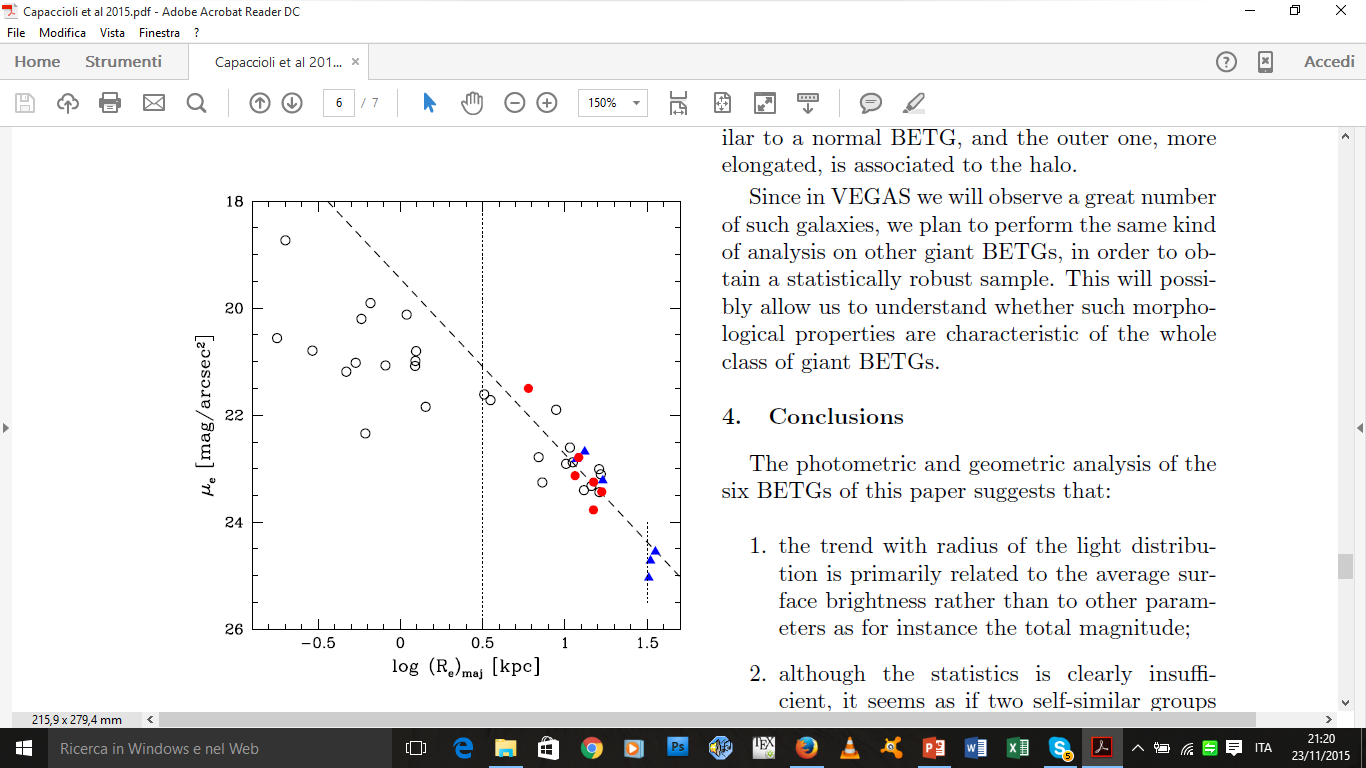 Capaccioli et al 2015.pdf - Adobe Acrobat Reader DC
File Modifica Vista Finestra ?
Home Strumenti Capaccioli et al 201... × ? Accedi
6 / 7 150%
ilar to a normal BETG, and the outer one, more
elongated, is associated to the halo.
Since in VEGAS we will observe a great number
of such galaxies, we plan to perform the same kind
of analysis on other giant BETGs, in order to ob-
tain a statistically robust sample. This will possi-
bly allow us to understand whether such morpho-
logical properties are characteristic of the whole
class of giant BETGs.
4. Conclusions
The photometric and geometric analysis of the
six BETGs of this paper suggests that:
1. the trend with radius of the light distribu-
tion is primarily related to the average sur-
face brightness rather than to other param-
eters as for instance the total magnitude;
2. although the statistics is clearly insuffi-
cient, it seems as if two self-similar groups
18
20
22
24
26
μe [mag/arcsec²]
−0.5 0 0.5 1 1.5
log (Re)maj [kpc]
215,9 x 279,4 mm
Ricerca in Windows e nel Web
Ps
TEX
5
ITA
21:20
23/11/2015